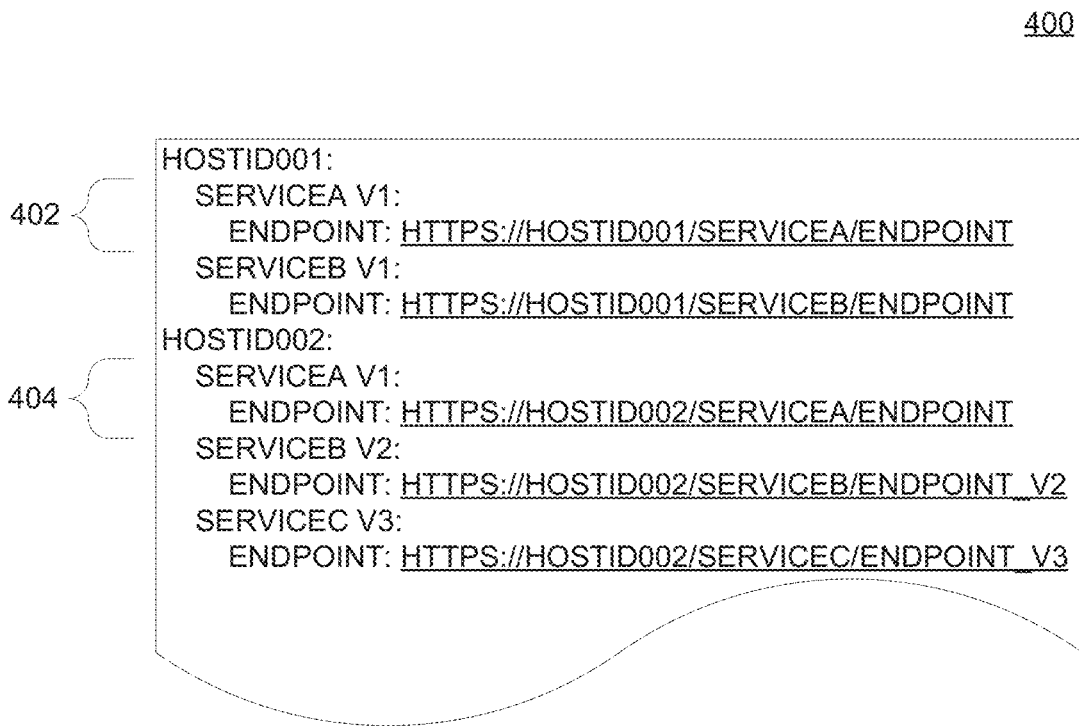 400
HOSTID001:
SERVICEA V1:
402
ENDPOINT: HTTPS://HOSTID001/SERVICEA/ENDPOINT
SERVICEB V1:
ENDPOINT: HTTPS://HOSTID001/SERVICEB/ENDPOINT
HOSTID002:
SERVICEA V1:
404
ENDPOINT: HTTPS://HOSTID002/SERVICEA/ENDPOINT
SERVICEB V2:
ENDPOINT: HTTPS://HOSTID002/SERVICEB/ENDPOINT_V2
SERVICEC V3:
ENDPOINT: HTTPS://HOSTID002/SERVICEC/ENDPOINT_V3